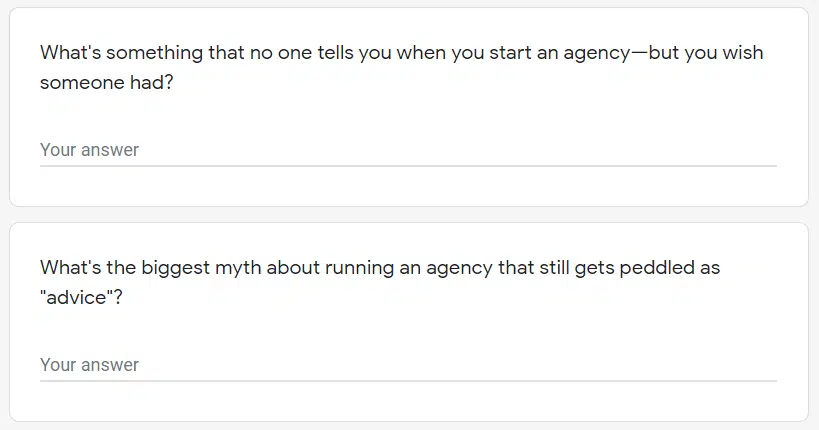 What's something that no one tells you when you start an agency—but you wish
someone had?
Your answer
What's the biggest myth about running an agency that still gets peddled as
"advice"?
Your answer